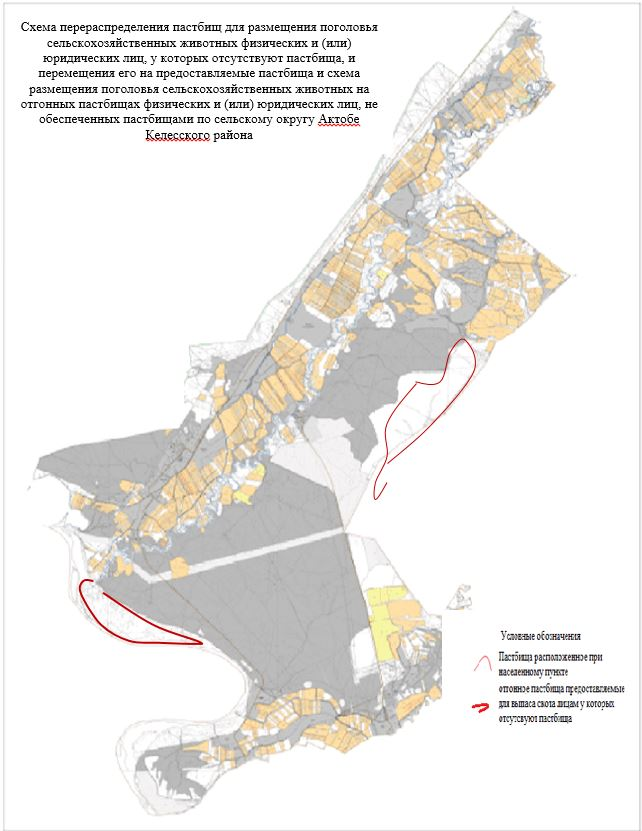 Схема перераспределения пастбищ для размещения поголовья
сельскохозяйственных животных физических и (или)
юридических лиц, у которых отсутствуют пастбища, и
перемещения его на предоставляемые пастбища и схема
размещения поголовья сельскохозяйственных животных на
отгонных пастбищах физических и (или) юридических лиц, не
обеспеченных пастбищами по сельскому округу Актобе
Келесского района
Условные обозначения
Пастбища расположенное при
населенному пункте
отгонное пастбища предоставляемые
для выпаса скота лицам у которых
отсутсвуют пастбища